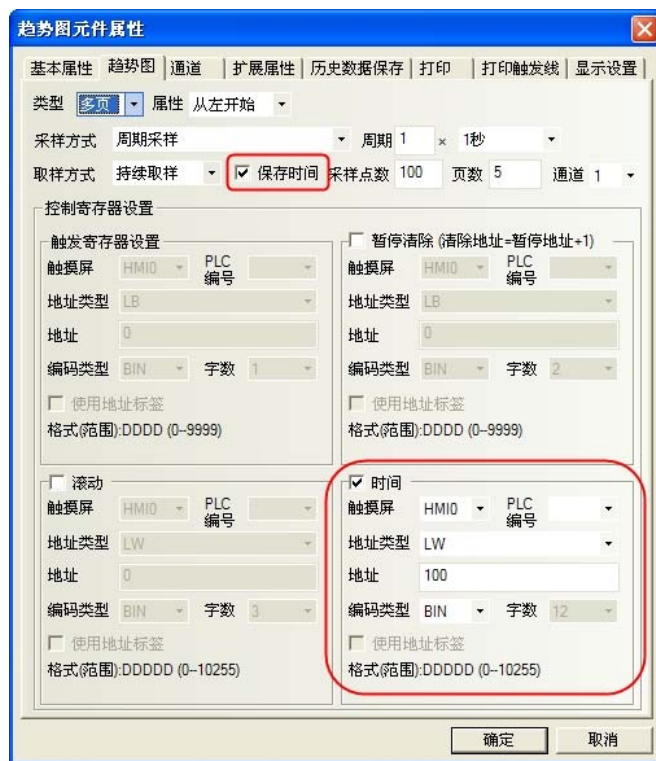 趋势图元件属性
基本属性 趋势图 通道 扩展属性 历史数据保存 打印 打印触发线 显示设置
类型 多页 属性 从左开始
采样方式 周期采样 周期 1 × 1秒
取样方式 持续取样 保存时间 采样点数 100 页数 5 通道 1
控制寄存器设置
触发寄存器设置
触摸屏 HMI0 PLC编号
地址类型 LB
地址 0
编码类型 BIN 字数 1
使用地址标签
格式(范围):DDDD (0--9999)
暂停清除 (清除地址=暂停地址+1)
触摸屏 HMI0 PLC编号
地址类型 LB
地址 0
编码类型 BIN 字数 2
使用地址标签
格式(范围):DDDD (0--9999)
滚动
触摸屏 HMI0 PLC编号
地址类型 LW
地址 0
编码类型 BIN 字数 3
使用地址标签
格式(范围):DDDDD (0--10255)
时间
触摸屏 HMI0 PLC编号
地址类型 LW
地址 100
编码类型 BIN 字数 12
使用地址标签
格式(范围):DDDDD (0--10255)
确定 取消